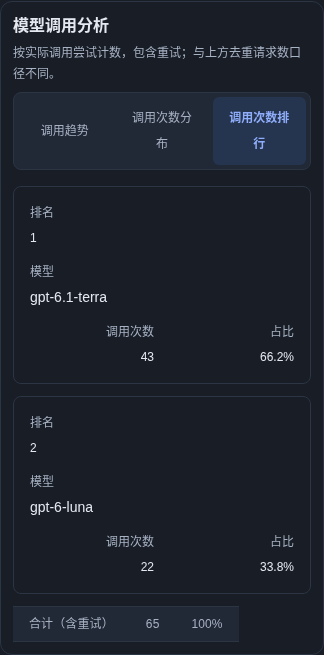 模型调用分析
按实际调用尝试计数，包含重试；与上方去重请求数口
径不同。
调用趋势
调用次数分
布
调用次数排
行
排名
1
模型
gpt-6.1-terra
调用次数 占比
43 66.2%
排名
2
模型
gpt-6-luna
调用次数 占比
22 33.8%
合计（含重试） 65 100%